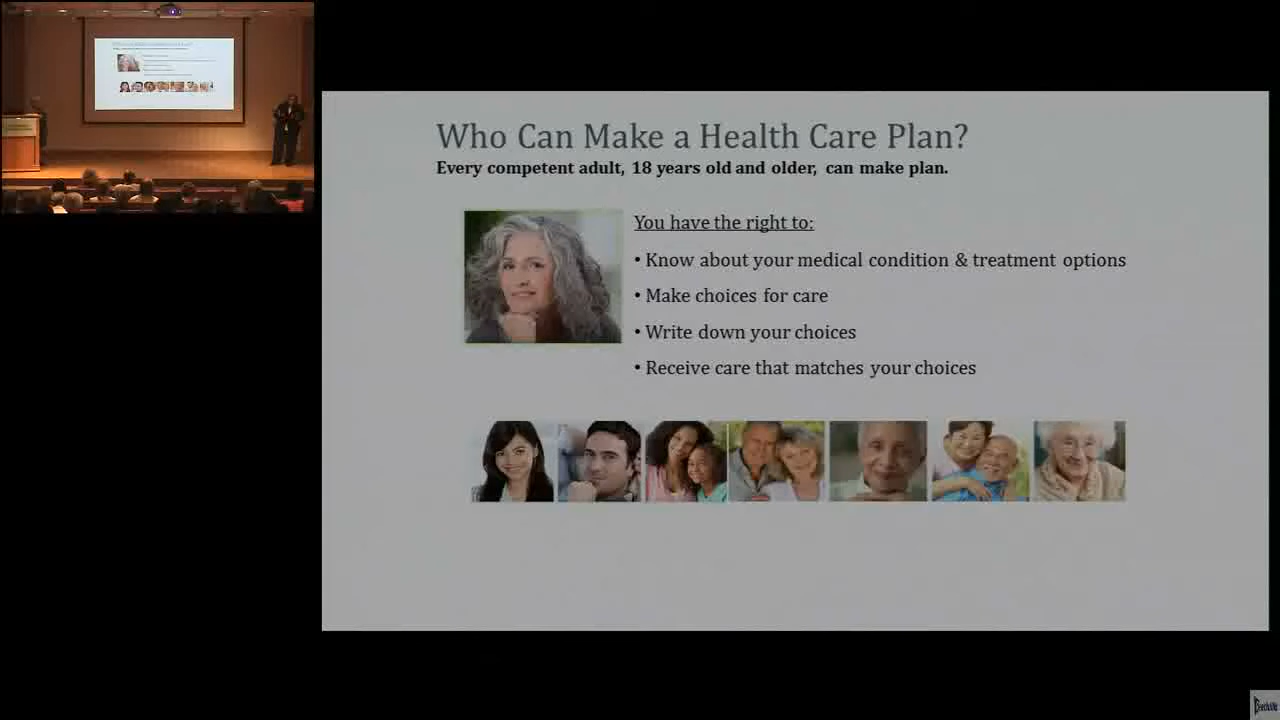 Who Can Make a Health Care Plan?
Every competent adult, 18 years old and older, can make plan.
You have the right to:
• Know about your medical condition & treatment options
• Make choices for care
• Write down your choices
• Receive care that matches your choices